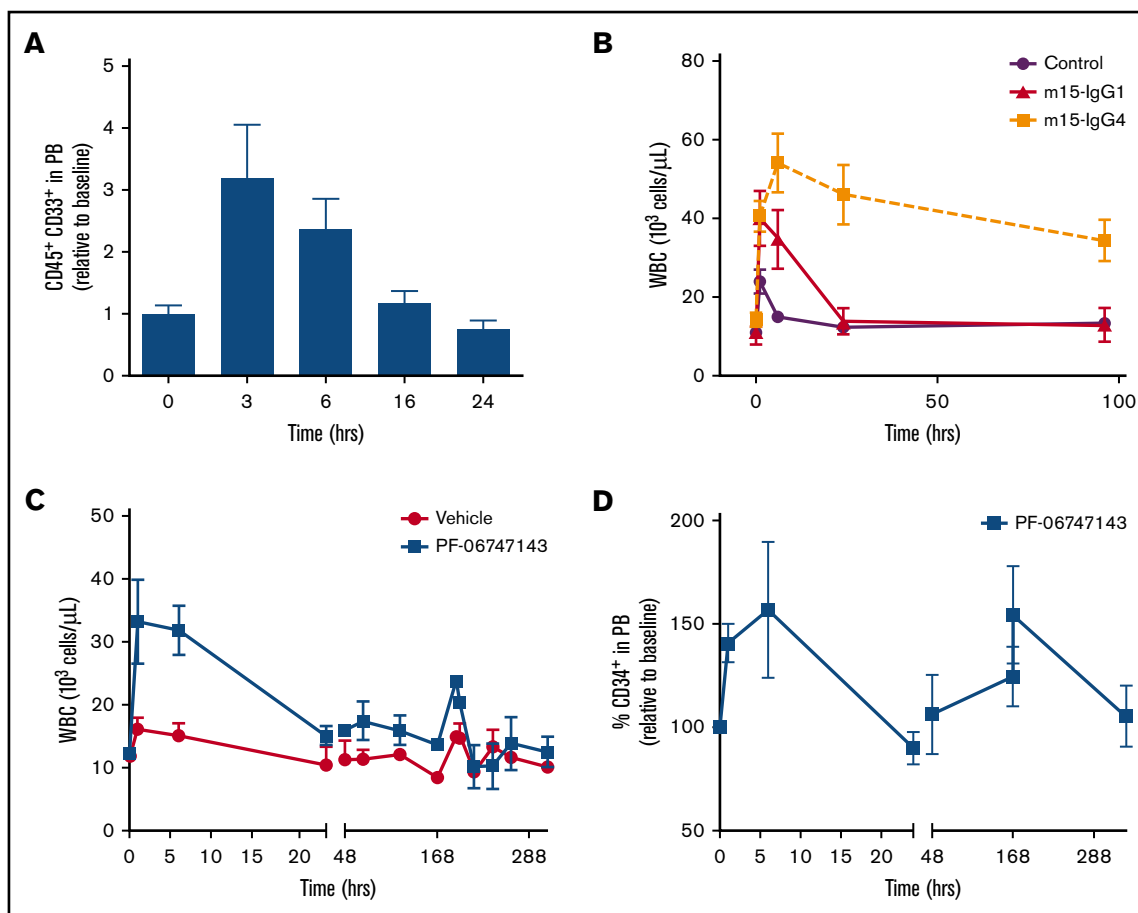 A
CD45+ CD33+ in PB
(relative to baseline)
5
4
3
2
1
0
0 3 6 16 24
Time (hrs)
B
WBC (10³ cells/µL)
80
60
40
20
0
0 50 100
Time (hrs)
Control
m15-IgG1
m15-IgG4
C
WBC (10³ cells/µL)
50
40
30
20
10
0
0 5 10 15 20 48 168 288
Time (hrs)
Vehicle
PF-06747143
D
% CD34+ in PB
(relative to baseline)
200
150
100
50
0 5 10 15 20 48 168 288
Time (hrs)
PF-06747143